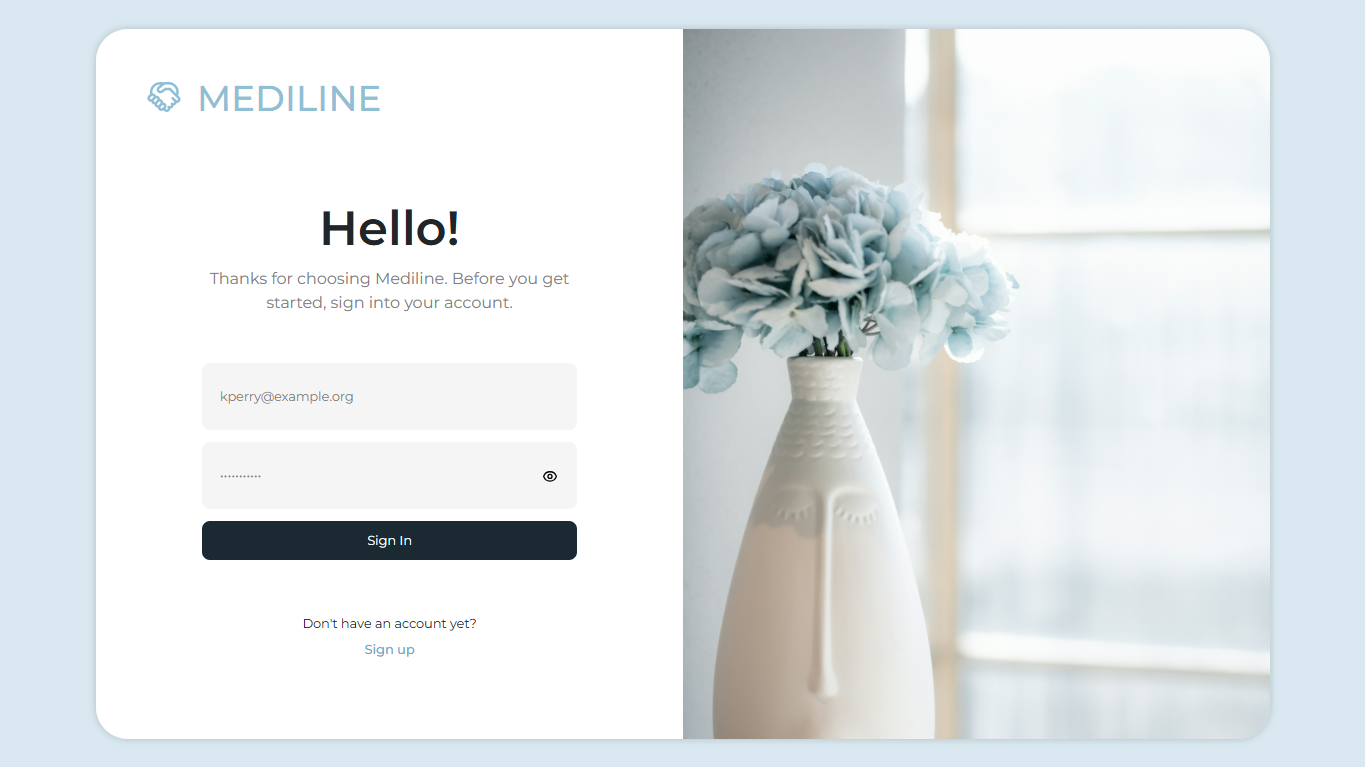 MEDILINE
Hello!
Thanks for choosing Mediline. Before you get
started, sign into your account.
kperry@example.org
···········
Sign In
Don't have an account yet?
Sign up